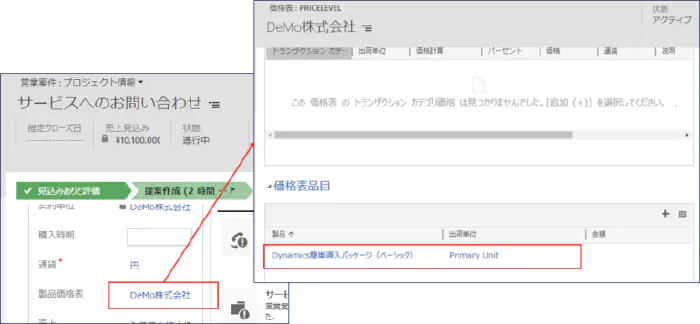 営業案件 : プロジェクト情報
サービスへのお問い合わせ
推定クローズ日 売上見込み 状態
---------------- ¥10,100,000 進行中
見込みありと評価 提案作成 (2 時間
契約単位 DeMo株式会社
購入時期
通貨* 円
製品価格表 DeMo株式会社
サービ
営業案
た.
価格表 : PRICELEVEL
DeMo株式会社
状態
アクティブ
トランザクション カテ... 出荷単位 価格計算 パーセント 価格 通貨 説明
この 価格表 の トランザクション カテゴリ価格 は見つかりませんでした。[追加 (+)] を選択してください。 .
価格表品目
製品 出荷単位 金額
Dynamics簡単導入パッケージ (ベーシック) Primary Unit